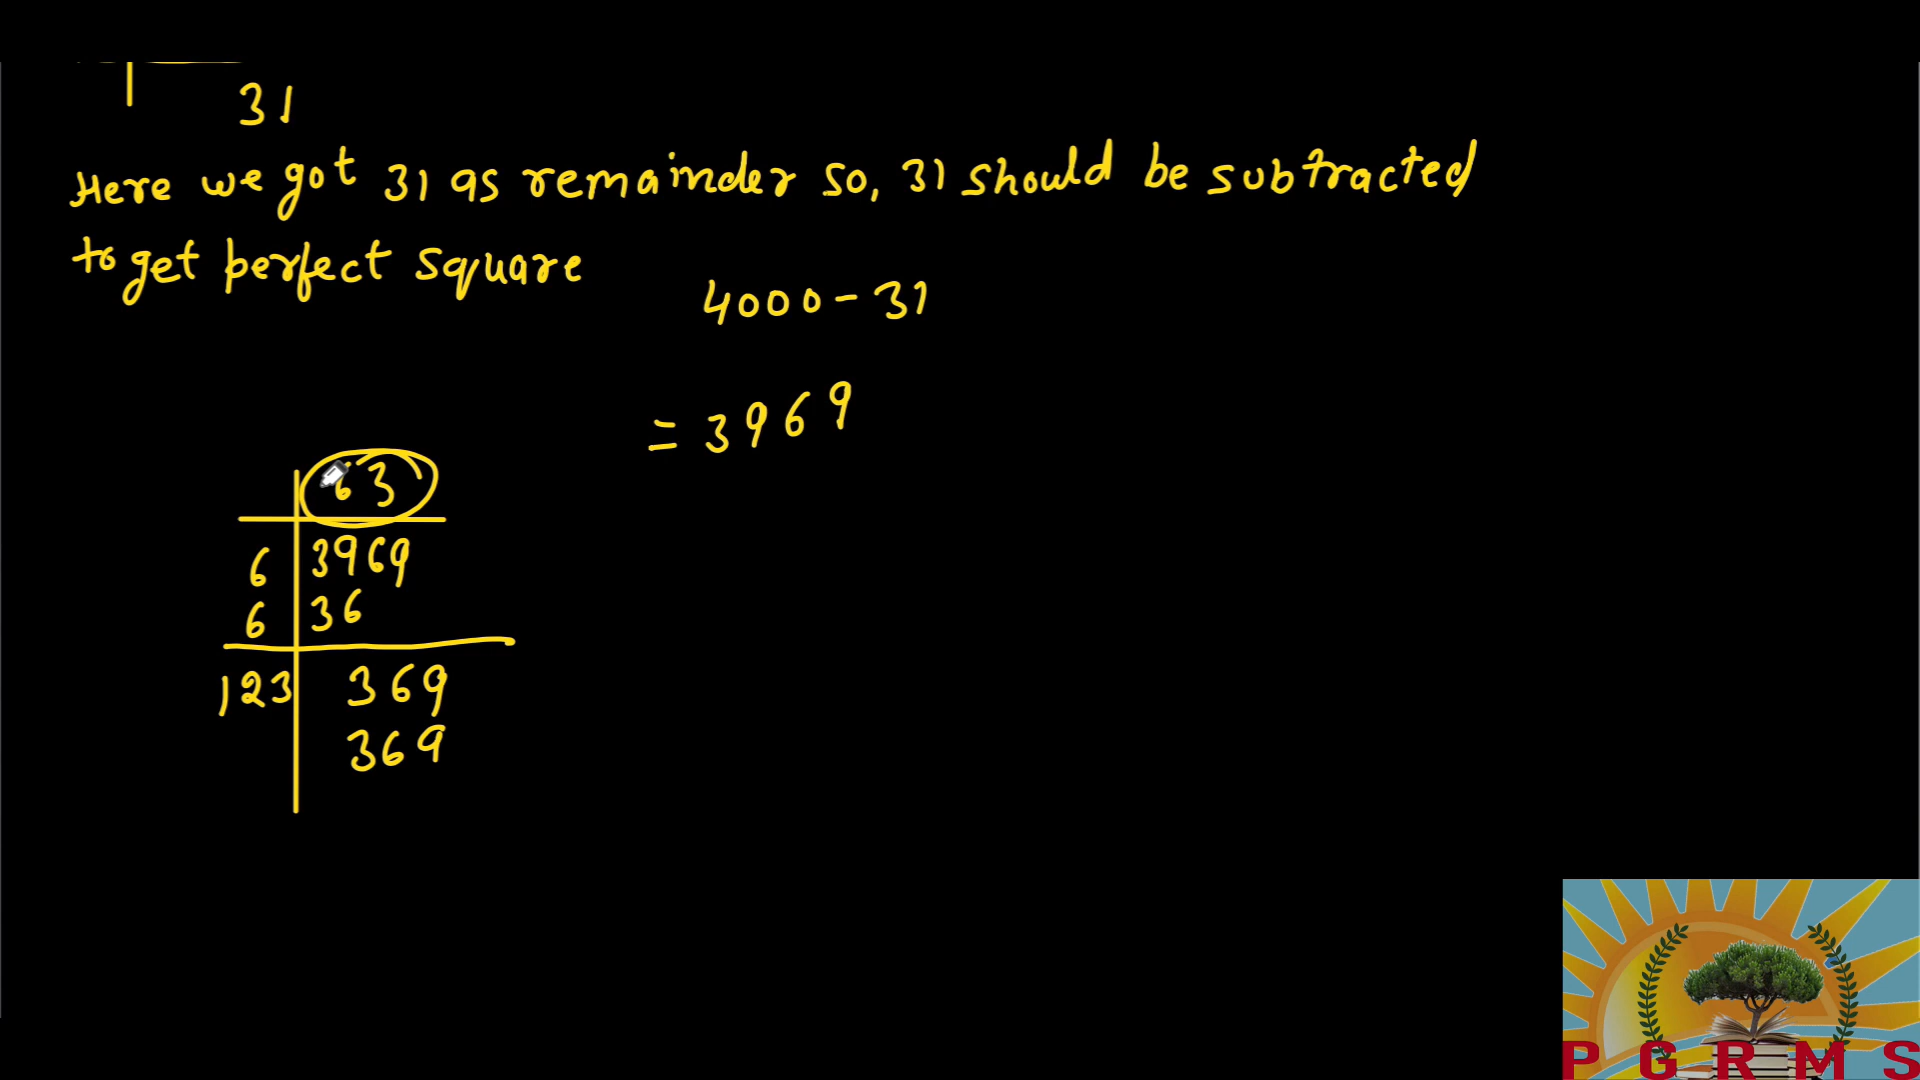 31
Here we got 31 as remainder so, 31 should be subtracted
to get perfect square
4000-31
= 3969
63
6 3969
6 36
123 369
369
P G R M S